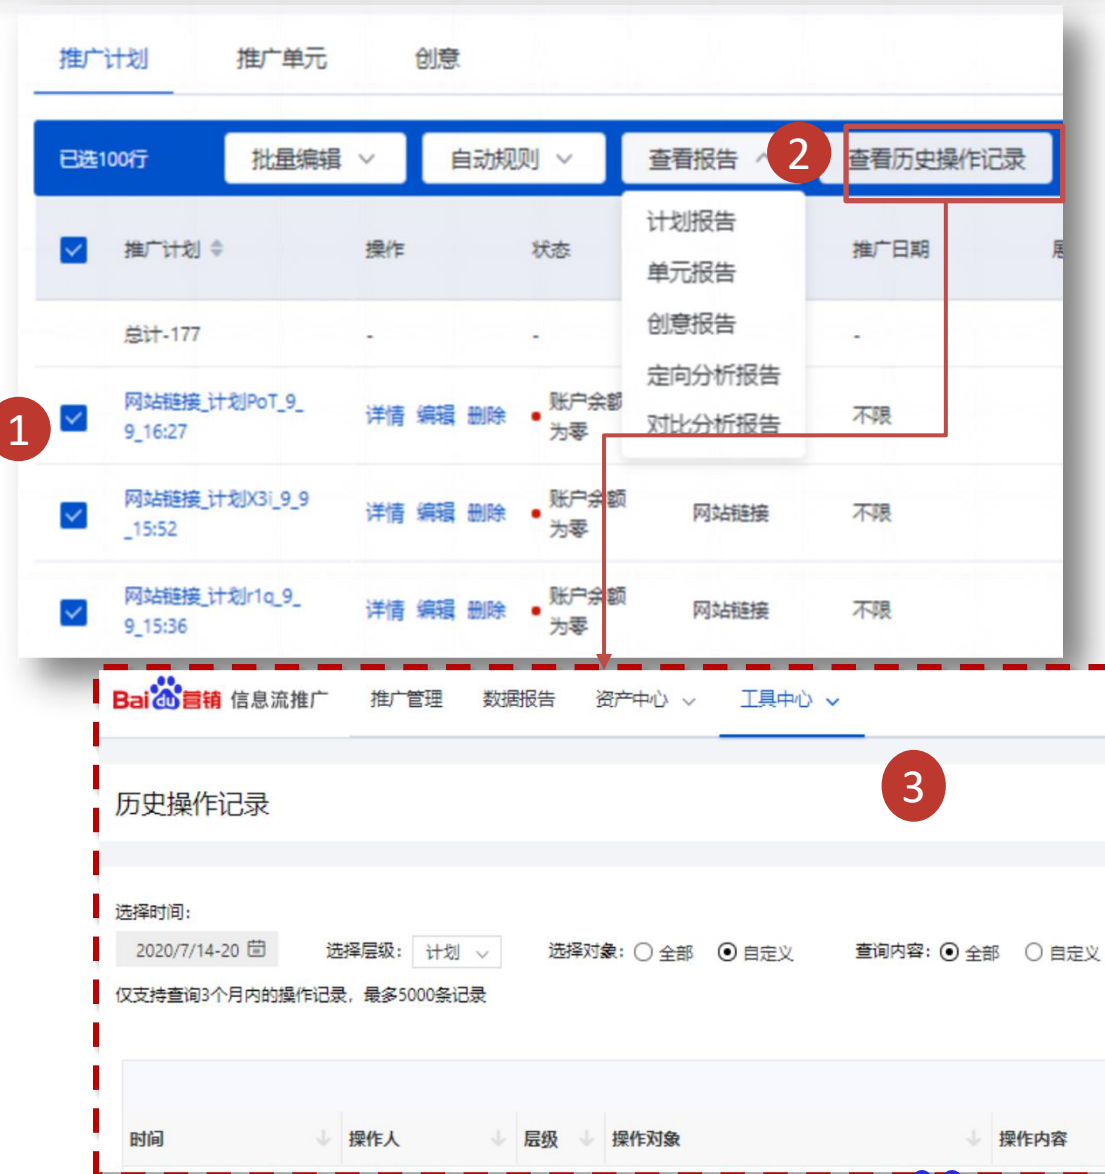 推广计划 推广单元 创意
已选100行 批量编辑 自动规则 查看报告 2 查看历史操作记录
计划报告
单元报告
创意报告
定向分析报告
对比分析报告
推广计划 操作 状态 推广日期
总计-177 - - -
1
网站链接_计划PoT_9_
9_16:27
详情 编辑 删除
账户余额
为零
不限
网站链接_计划X3i_9_9
_15:52
详情 编辑 删除
账户余额
为零
网站链接 不限
网站链接_计划r1q_9_
9_15:36
详情 编辑 删除
账户余额
为零
网站链接 不限
Bai du 营销 信息流推广 推广管理 数据报告 资产中心 工具中心
3
历史操作记录
选择时间:
2020/7/14-20 选择层级: 计划 选择对象: 全部 自定义 查询内容: 全部 自定义
仅支持查询3个月内的操作记录，最多5000条记录
时间 操作人 层级 操作对象 操作内容